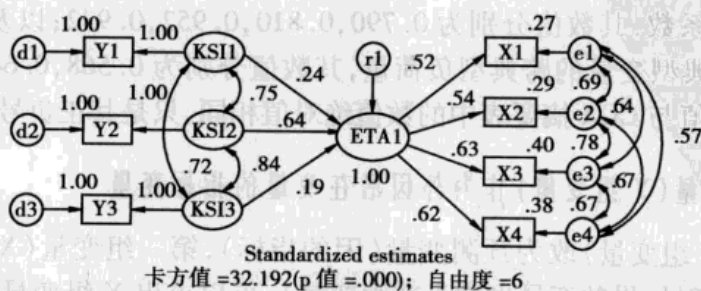 1.00 1.00 .27
d1 Y1 KSI1 r1 X1 e1
1.00 .24 .52 .69
.75 .29
1.00 .64 .54 .64
d2 Y2 KSI2 ETA1 X2 e2 .57
.63 .40 .78
.72 .84 1.00 X3 e3
1.00 1.00 .19 .62 .38 .67 .67
d3 Y3 KSI3 X4 e4
Standardized estimates
卡方值=32.192(p 值=.000)；自由度=6